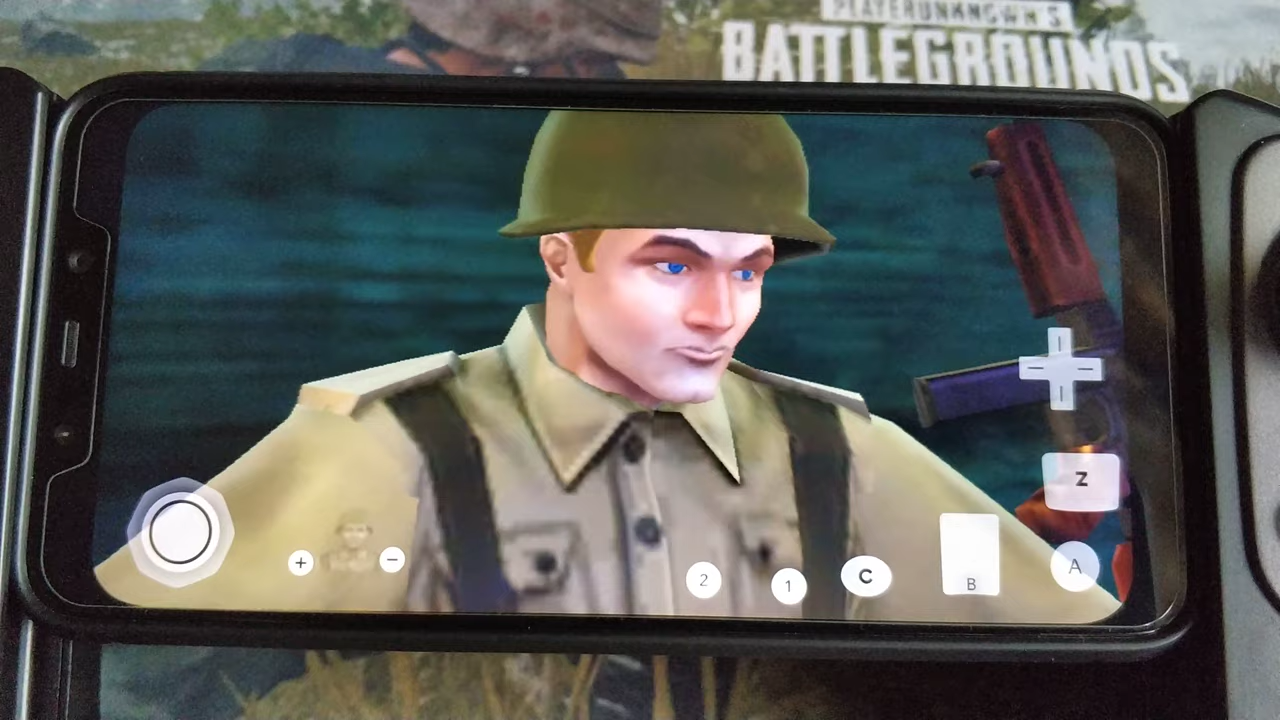 PLAYERUNKNOWN'S
BATTLEGROUNDS
Z
+
-
2
1
C
B
A